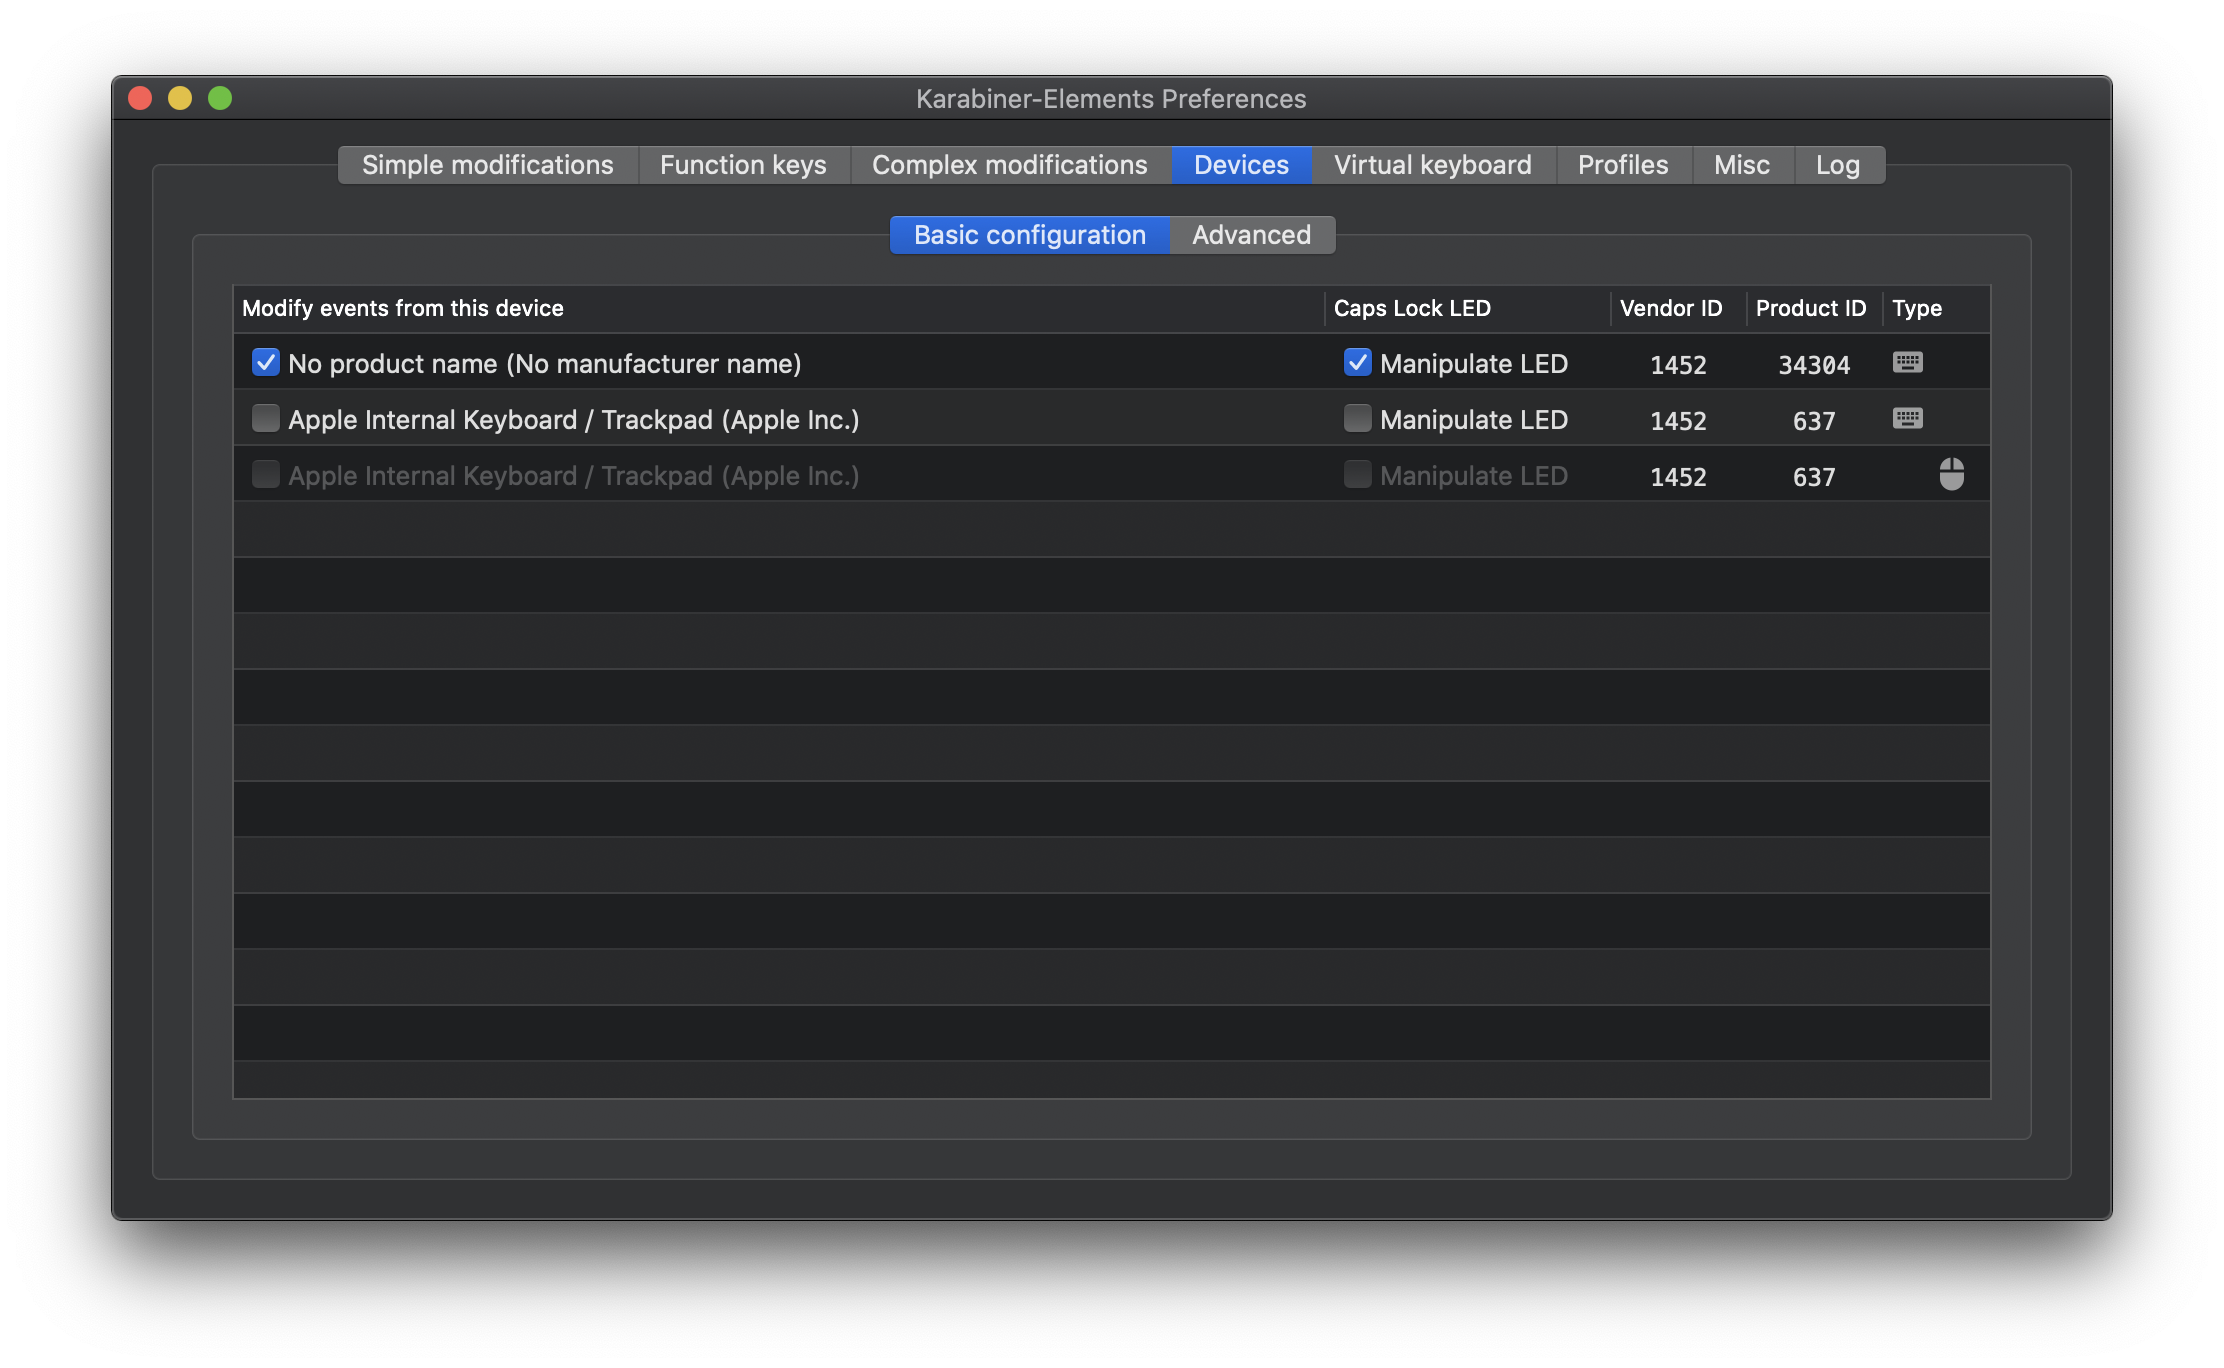 Karabiner-Elements Preferences
Simple modifications Function keys Complex modifications Devices Virtual keyboard Profiles Misc Log
Basic configuration Advanced
Modify events from this device Caps Lock LED Vendor ID Product ID Type
No product name (No manufacturer name) Manipulate LED 1452 34304
Apple Internal Keyboard / Trackpad (Apple Inc.) Manipulate LED 1452 637
Apple Internal Keyboard / Trackpad (Apple Inc.) Manipulate LED 1452 637